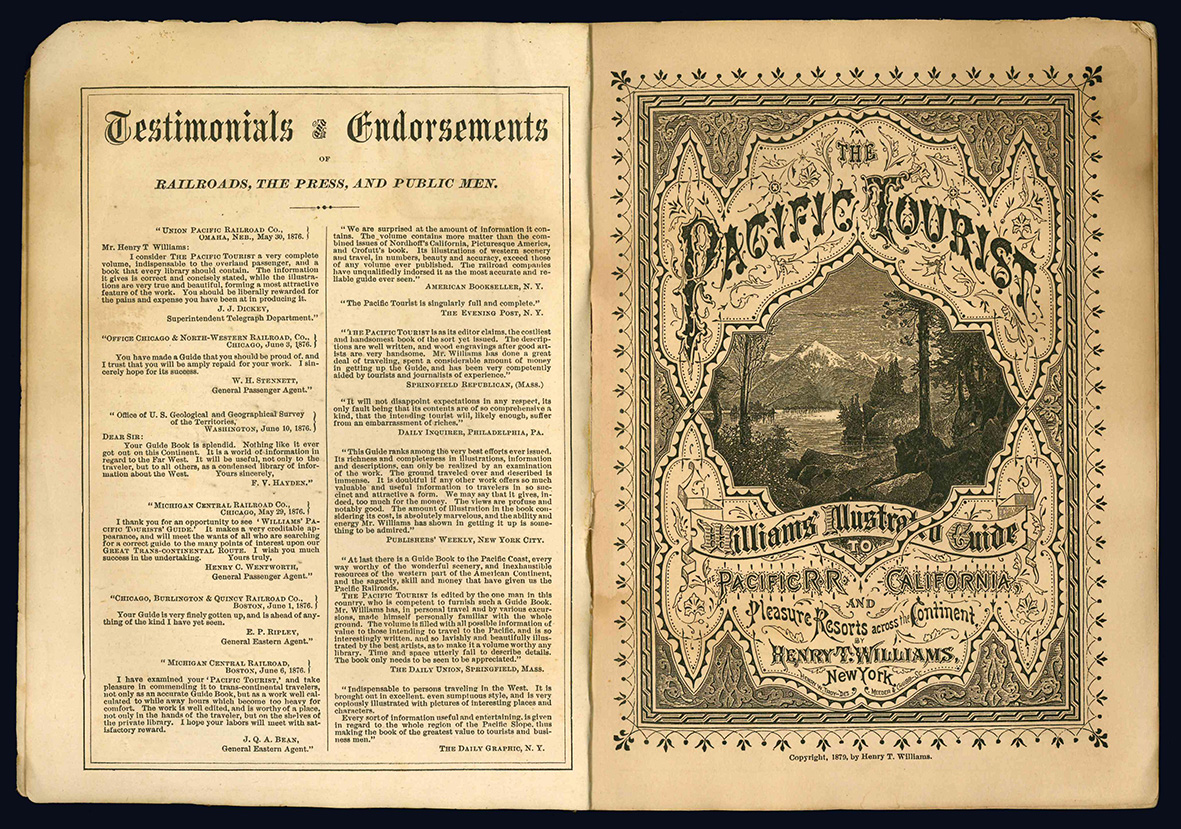 Testimonials and Endorsements
OF
RAILROADS, THE PRESS, AND PUBLIC MEN.
"UNION PACIFIC RAILROAD CO.,
OMAHA, NEB., May 30, 1876.
Mr. Henry T Williams:
I consider THE PACIFIC TOURIST a very complete
volume, indispensable to the overland passenger, and a
book that every library should contain. The information
it gives is correct and concisely stated, while the illustra-
tions are very true and beautiful, forming a most attractive
feature of the work. You should be liberally rewarded for
the pains and expense you have been at in producing it.
J. J. DICKEY,
Superintendent Telegraph Department."
"OFFICE CHICAGO & NORTH-WESTERN RAILROAD, CO.,
CHICAGO, June 3, 1876.
You have made a Guide that you should be proud of, and
I trust that you will be amply repaid for your work. I sin-
cerely hope for its success.
W. H. STENNETT,
General Passenger Agent."
"Office of U. S. Geological and Geographical Survey
of the Territories,
WASHINGTON, June 10, 1876.
DEAR SIR:
Your Guide Book is splendid. Nothing like it ever
got out on this Continent. It is a world of information in
regard to the Far West. It will be useful, not only to the
traveler, but to all others, as a condensed library of infor-
mation about the West. Yours sincerely,
F. V. HAYDEN."
"MICHIGAN CENTRAL RAILROAD CO.,
CHICAGO, May 29, 1876.
I thank you for an opportunity to see 'WILLIAMS' PA-
CIFIC TOURISTS' GUIDE.' It makes a very creditable ap-
pearance, and will meet the wants of all who are searching
for a correct guide to the many points of interest upon our
GREAT TRANS-CONTINENTAL ROUTE. I wish you much
success in the undertaking. Yours truly,
HENRY C. WENTWORTH,
General Passenger Agent."
"CHICAGO, BURLINGTON & QUINCY RAILROAD CO.,
BOSTON, June 1, 1876.
Your Guide is very finely gotten up, and is ahead of any-
thing of the kind I have yet seen.
E. P. RIPLEY,
General Eastern Agent."
"MICHIGAN CENTRAL RAILROAD,
BOSTON, June 6, 1876.
I have examined your 'PACIFIC TOURIST,' and take
pleasure in commending it to trans-continental travelers,
not only as an accurate Guide Book, but as a work well cal-
culated to while away hours which become too heavy for
comfort. The work is well edited, and is worthy of a place,
not only in the hands of the traveler, but on the shelves of
the private library. I hope your labors will meet with sat-
isfactory reward.
J. Q. A. BEAN,
General Eastern Agent."
"We are surprised at the amount of information it con-
tains. The volume contains more matter than the com-
bined issues of Nordhoff's California, Picturesque America,
and Crofutt's book. Its illustrations of western scenery
and travel, in numbers, beauty and accuracy, exceed those
of any volume ever published. The railroad companies
have unqualifiedly indorsed it as the most accurate and re-
liable guide ever seen."
AMERICAN BOOKSELLER, N. Y.
"The Pacific Tourist is singularly full and complete."
THE EVENING POST, N. Y.
"THE PACIFIC TOURIST is as its editor claims, the costliest
and handsomest book of the sort yet issued. The descrip-
tions are well written, and wood engravings after good art-
ists are very handsome. Mr. Williams has done a great
deal of traveling, spent a considerable amount of money
in getting up the Guide, and has been very competently
aided by tourists and journalists of experience."
SPRINGFIELD REPUBLICAN, (MASS.)
"It will not disappoint expectations in any respect, its
only fault being that its contents are of so comprehensive a
kind, that the intending tourist will, likely enough, suffer
from an embarrassment of riches."
DAILY INQUIRER, PHILADELPHIA, PA.
"This Guide ranks among the very best efforts ever issued.
Its richness and completeness in illustrations, information
and descriptions, can only be realized by an examination
of the work. The ground traveled over and described is
immense. It is doubtful if any other work offers so much
valuable and useful information to travelers in so suc-
cinct and attractive a form. We may say that it gives, in-
deed, too much for the money. The views are profuse and
notably good. The amount of illustration in the book con-
sidering its cost, is absolutely marvelous, and the ability and
energy Mr. Williams has shown in getting it up is some-
thing to be admired."
PUBLISHERS' WEEKLY, NEW YORK CITY.
"At last there is a Guide Book to the Pacific Coast, every
way worthy of the wonderful scenery, and inexhaustible
resources of the western part of the American Continent,
and the sagacity, skill and money that have given us the
Pacific Railroads.
THE PACIFIC TOURIST is edited by the one man in this
country, who is competent to furnish such a Guide Book.
Mr. Williams has, in personal travel and by various excur-
sions, made himself personally familiar with the whole
ground. The volume is filled with all possible information of
value to those intending to travel to the Pacific, and is so
interestingly written, and so lavishly and beautifully illus-
trated by the best artists, as to make it a volume worthy any
library. Time and space utterly fail to describe details.
The book only needs to be seen to be appreciated."
THE DAILY UNION, SPRINGFIELD, MASS.
"Indispensable to persons traveling in the West. It is
brought out in excellent. even sumptuous style, and is very
copiously illustrated with pictures of interesting places and
characters.
Every sort of information useful and entertaining, is given
in regard to the whole region of the Pacific Slope, thus
making the book of the greatest value to tourists and busi-
ness men."
THE DAILY GRAPHIC, N. Y.
THE
PACIFIC TOURIST
Williams' Illustrated Guide
TO
THE PACIFIC R.R. CALIFORNIA,
AND
Pleasure Resorts across the Continent.
BY
HENRY T. WILLIAMS,
New York.
Copyright, 1879, by Henry T. Williams.